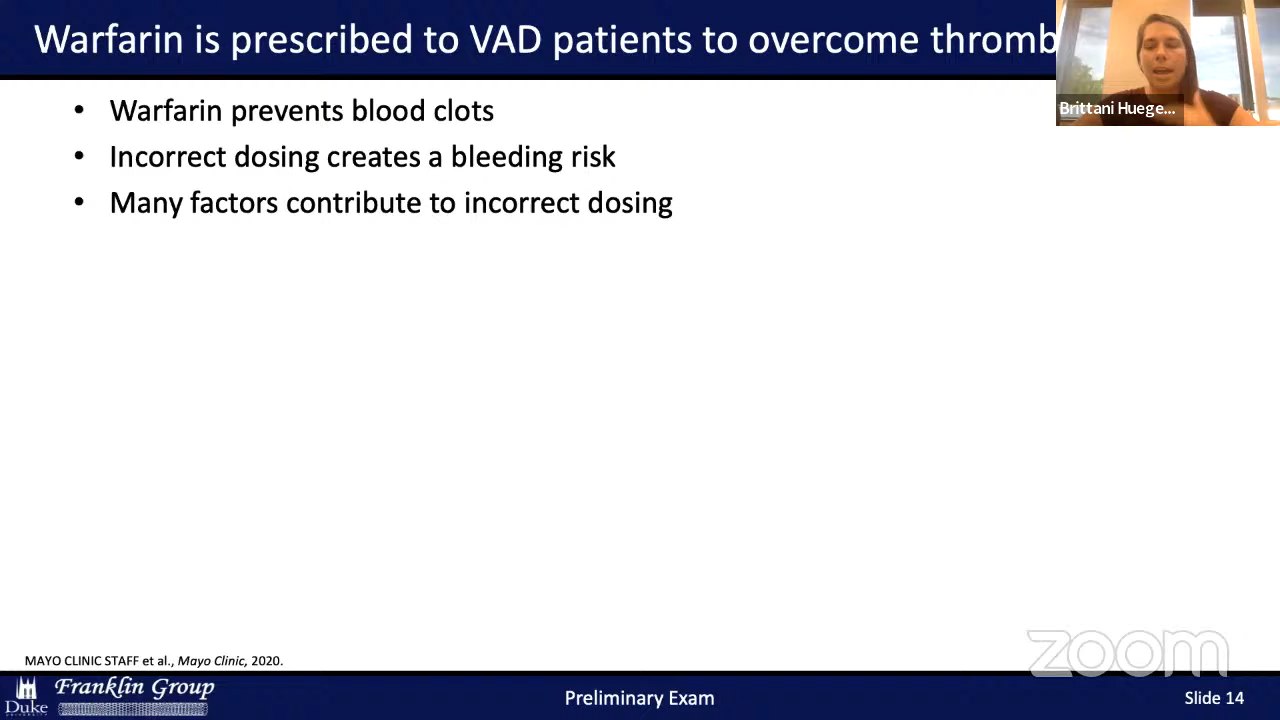 Warfarin is prescribed to VAD patients to overcome thromb
Brittani Huege...
• Warfarin prevents blood clots
• Incorrect dosing creates a bleeding risk
• Many factors contribute to incorrect dosing
zoom
MAYO CLINIC STAFF et al., Mayo Clinic, 2020.
Duke
Franklin Group
Preliminary Exam
Slide 14